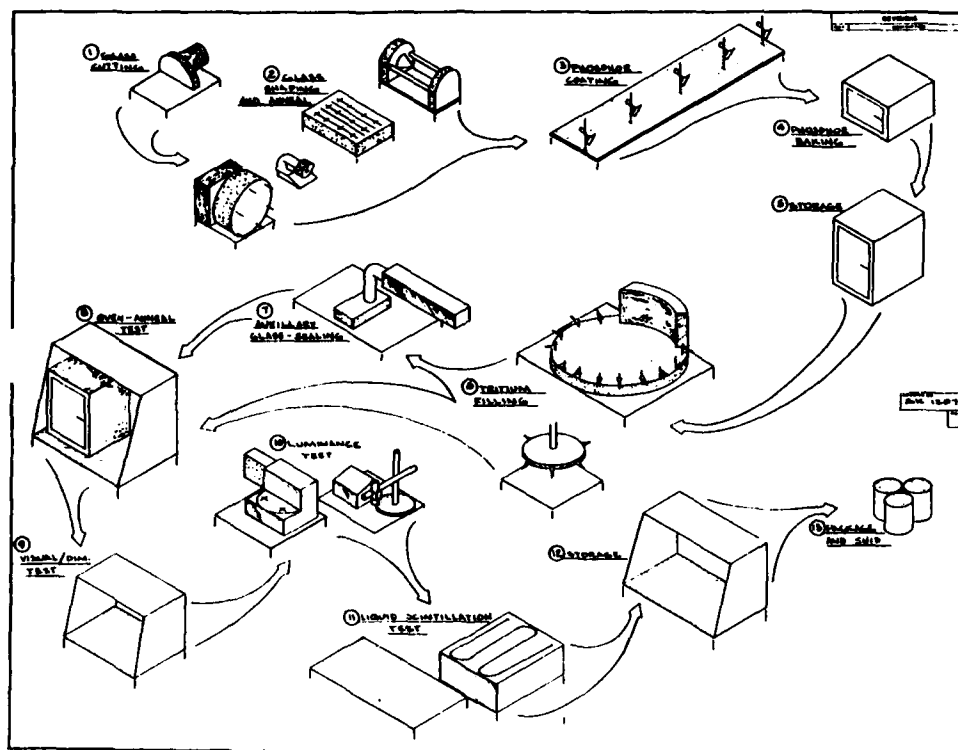 ① GLASS
CUTTING
② GLASS
SHAPING
AND ANNEAL
③ PHOSPHOR
COATING
④ PHOSPHOR
BAKING
⑤ STORAGE
⑥ TRITIUM
FILLING
⑦ AUXILLARY
GLASS-SEALING
⑧ OVEN-ANNEAL
TEST
⑨
VISUAL/DIM.
TEST
⑩ LUMINANCE
TEST
⑪ LIQUID SCINTILLATION
TEST
⑫ STORAGE
⑬ PACKAGE
AND SHIP